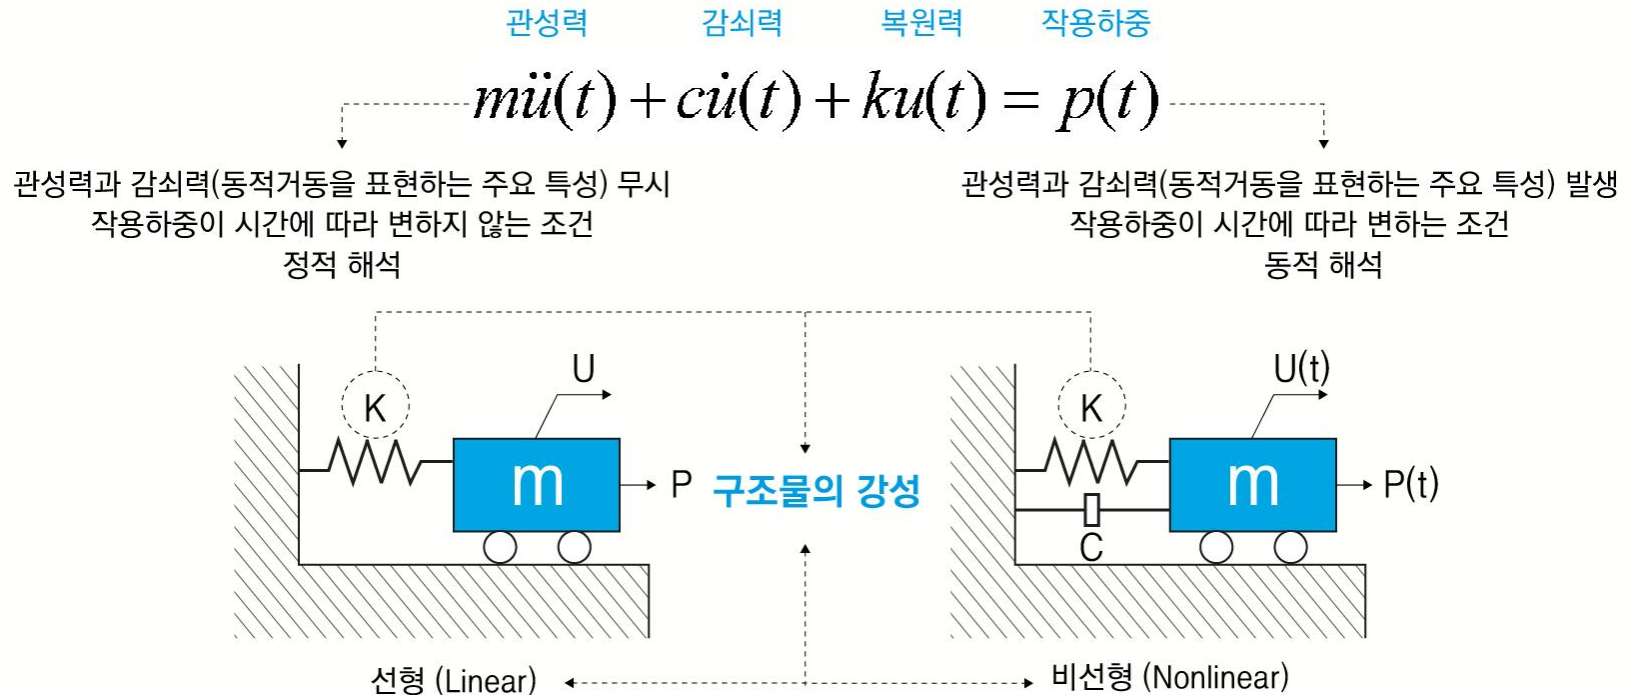 관성력 감쇠력 복원력 작용하중
mü(t) + cu̇(t) + ku(t) = p(t)
관성력과 감쇠력(동적거동을 표현하는 주요 특성) 무시
작용하중이 시간에 따라 변하지 않는 조건
정적 해석
관성력과 감쇠력(동적거동을 표현하는 주요 특성) 발생
작용하중이 시간에 따라 변하는 조건
동적 해석
U
K
m
P
구조물의 강성
U(t)
K
m
P(t)
C
선형 (Linear)
비선형 (Nonlinear)